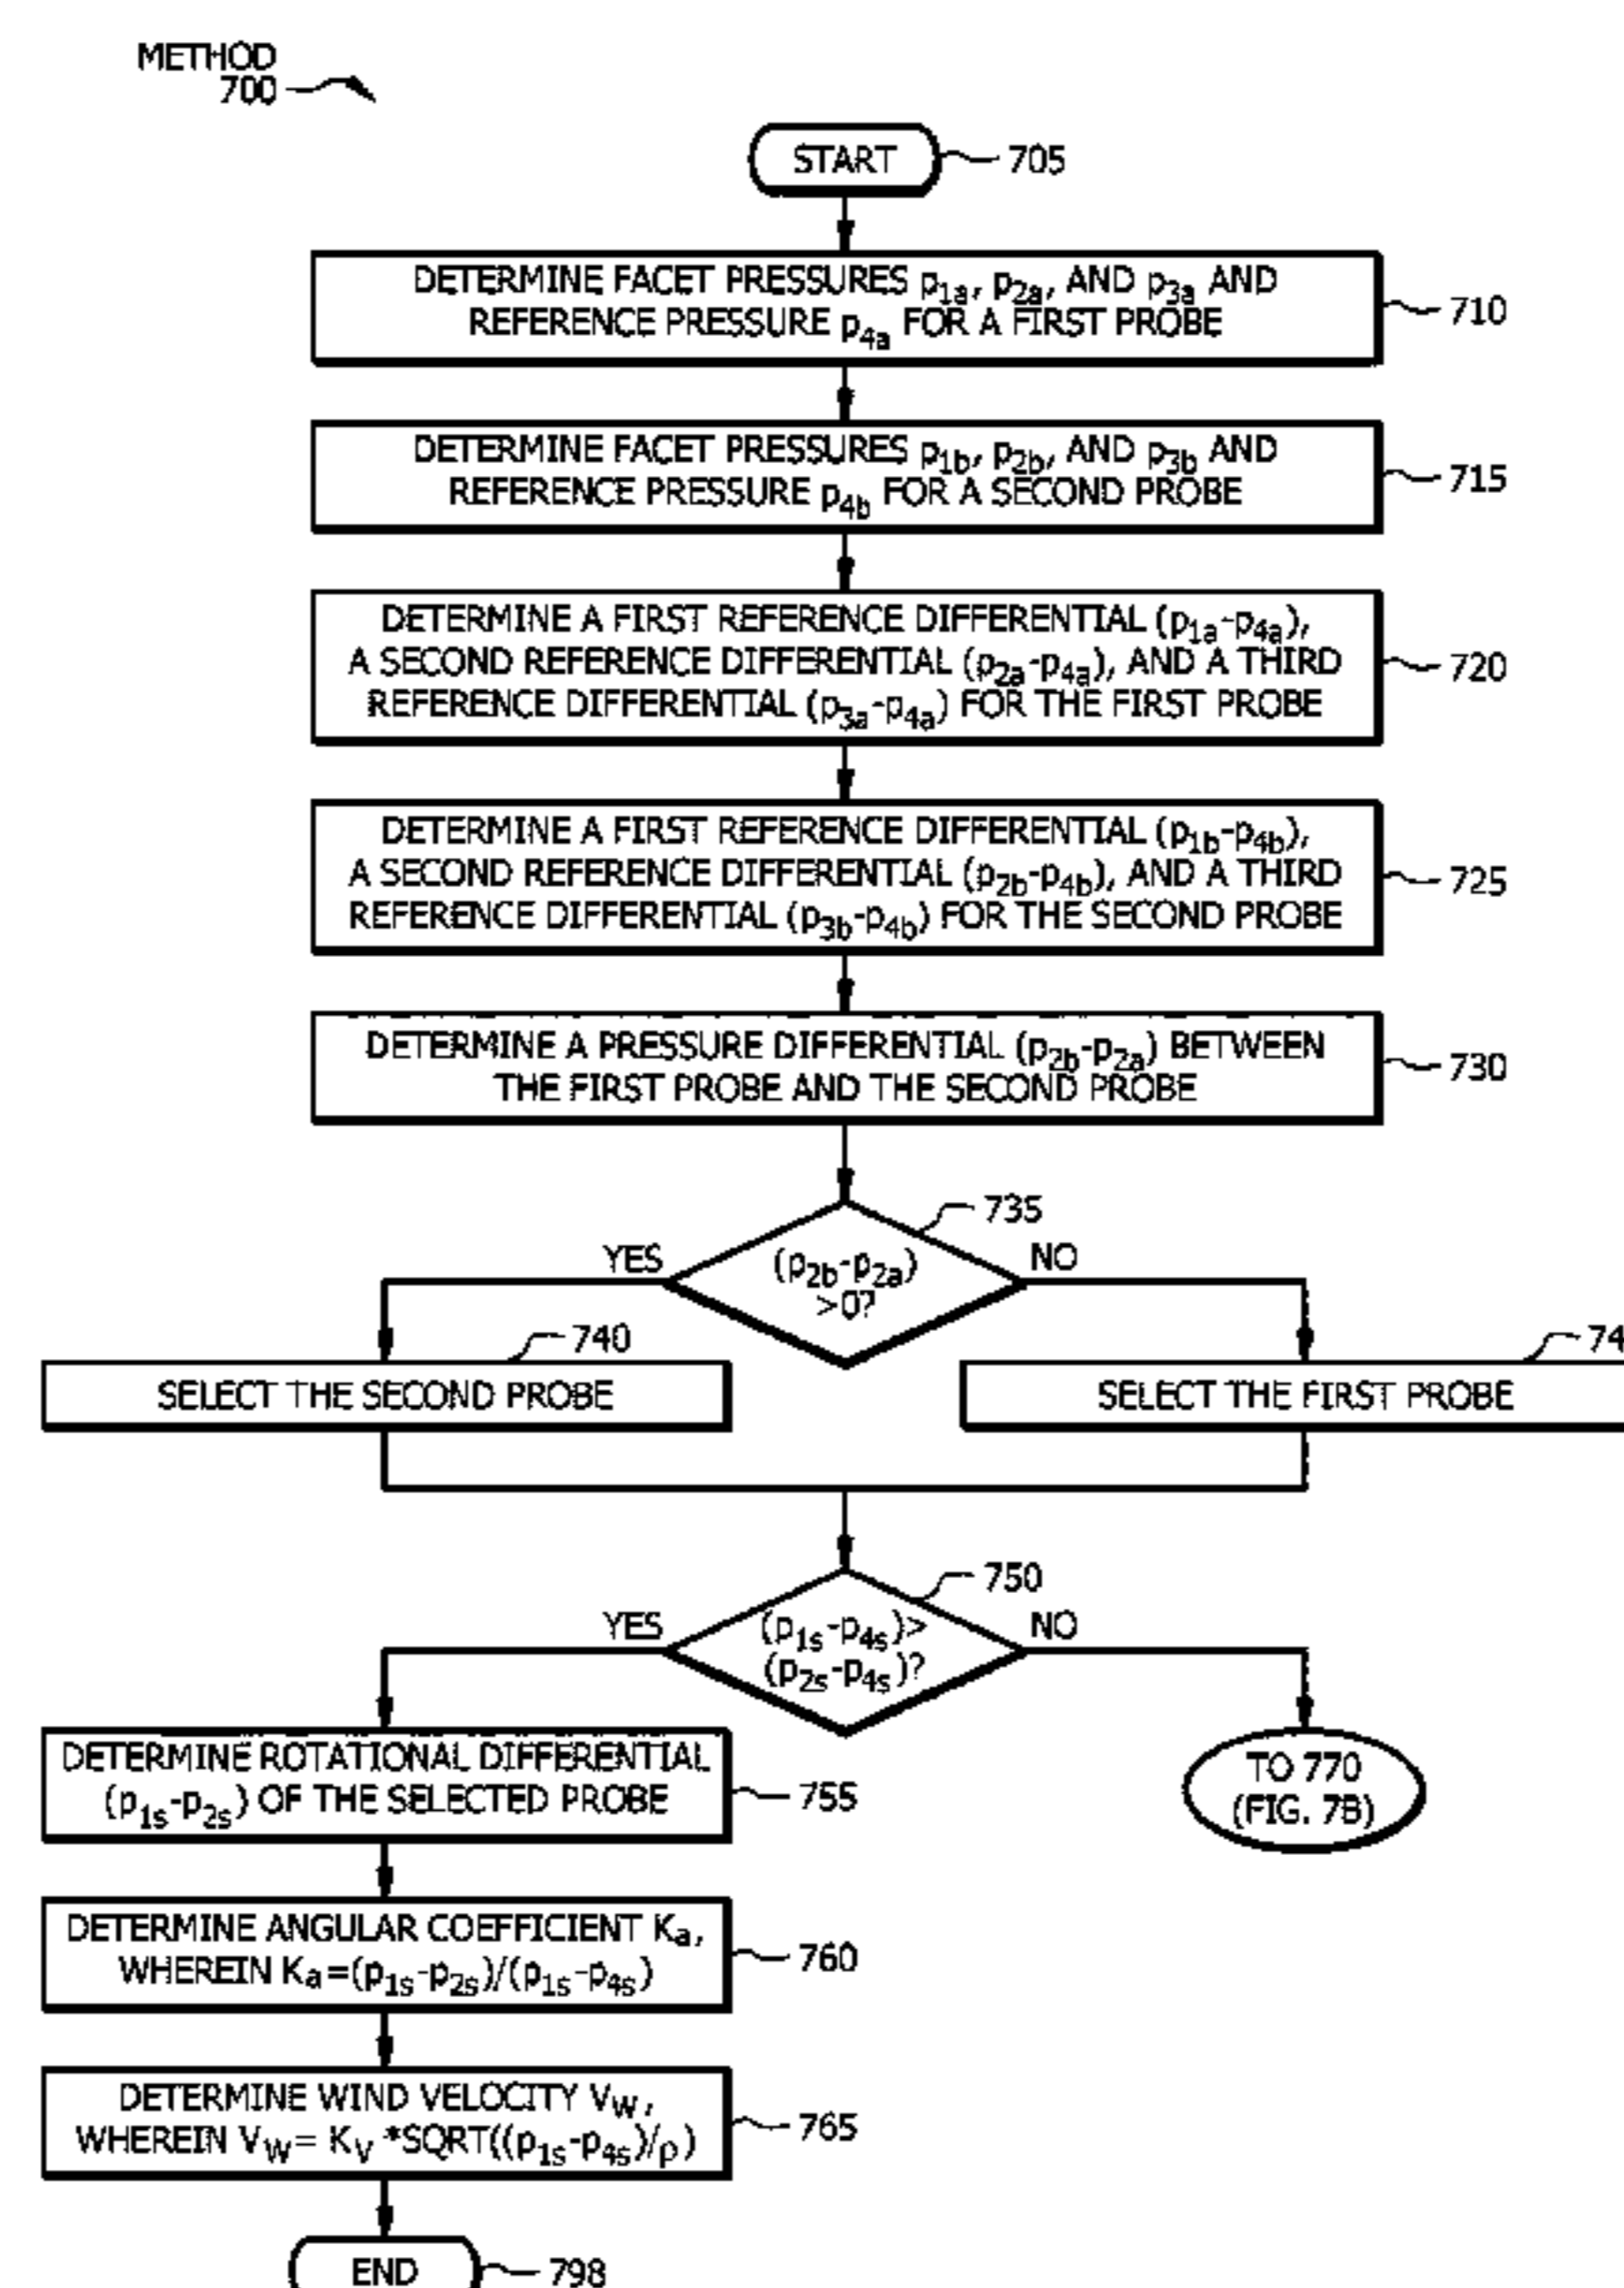 METHOD
700
START
705
DETERMINE FACET PRESSURES p1a, p2a, AND p3a AND
REFERENCE PRESSURE p4a FOR A FIRST PROBE
710
DETERMINE FACET PRESSURES p1b, p2b, AND p3b AND
REFERENCE PRESSURE p4b FOR A SECOND PROBE
715
DETERMINE A FIRST REFERENCE DIFFERENTIAL (p1a-p4a),
A SECOND REFERENCE DIFFERENTIAL (p2a-p4a), AND A THIRD
REFERENCE DIFFERENTIAL (p3a-p4a) FOR THE FIRST PROBE
720
DETERMINE A FIRST REFERENCE DIFFERENTIAL (p1b-p4b),
A SECOND REFERENCE DIFFERENTIAL (p2b-p4b), AND A THIRD
REFERENCE DIFFERENTIAL (p3b-p4b) FOR THE SECOND PROBE
725
DETERMINE A PRESSURE DIFFERENTIAL (p2b-p2a) BETWEEN
THE FIRST PROBE AND THE SECOND PROBE
730
735
YES
(p2b-p2a)
>0?
NO
740
SELECT THE SECOND PROBE
74
SELECT THE FIRST PROBE
750
YES
(p1s-p4s)>
(p2s-p4s)?
NO
DETERMINE ROTATIONAL DIFFERENTIAL
(p1s-p2s) OF THE SELECTED PROBE
755
TO 770
(FIG. 7B)
DETERMINE ANGULAR COEFFICIENT Ka,
WHEREIN Ka=(p1s-p2s)/(p1s-p4s)
760
DETERMINE WIND VELOCITY VW,
WHEREIN VW= KV*SQRT((p1s-p4s)/ρ)
765
END
798